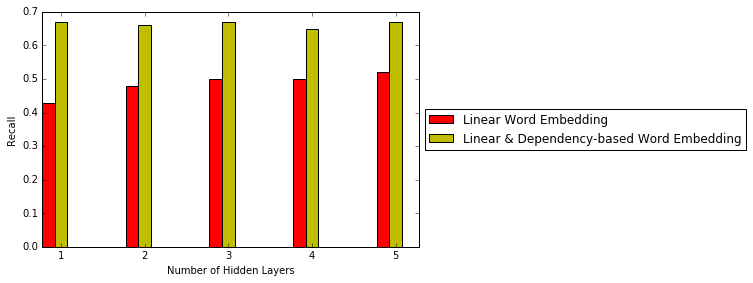 0.7
0.6
0.5
0.4
0.3
0.2
0.1
0.0
Recall
1 2 3 4 5
Number of Hidden Layers
Linear Word Embedding
Linear & Dependency-based Word Embedding